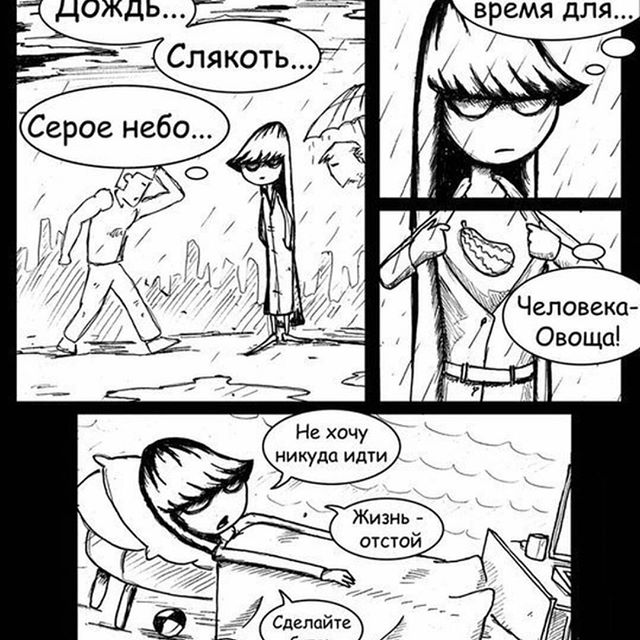 Дождь...
Слякоть...
Серое небо...
время для...
Человека-
Овоща!
Не хочу
никуда идти
Жизнь -
отстой
Сделайте